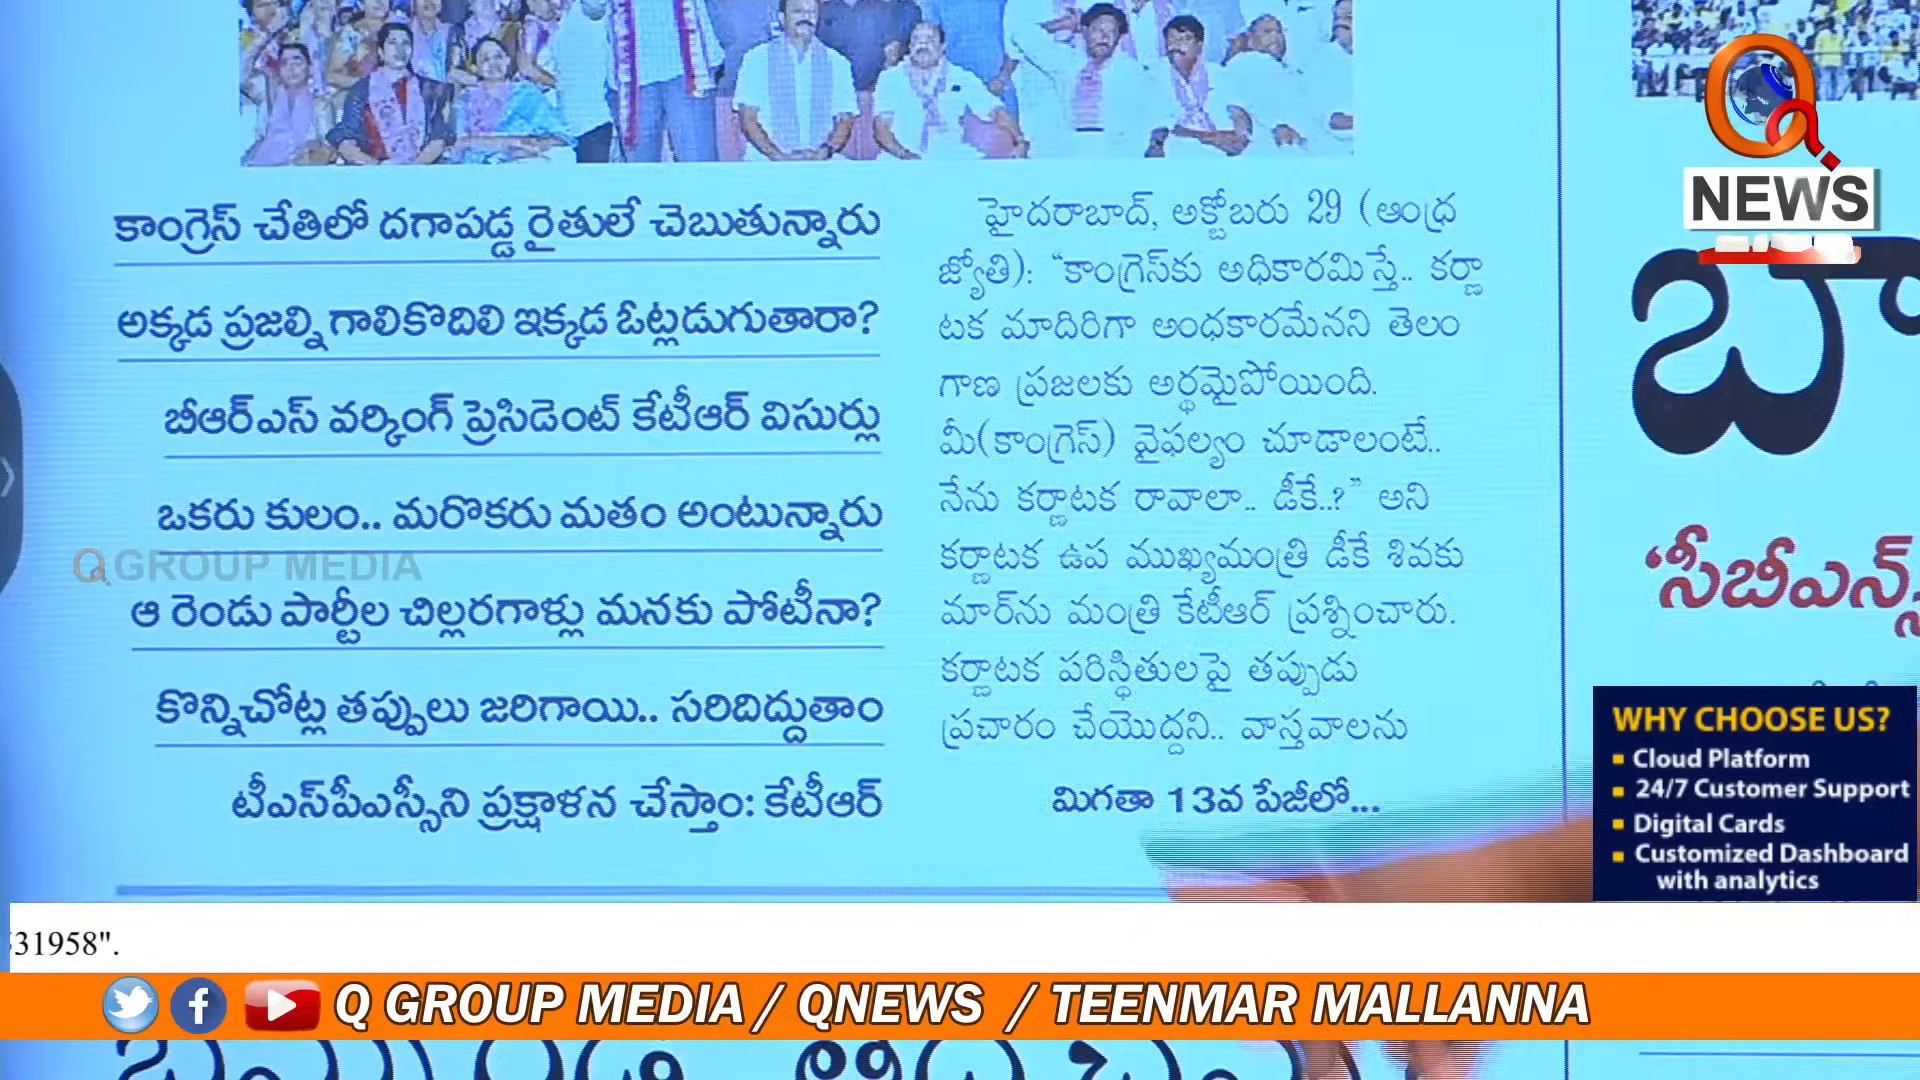 కాంగ్రెస్ చేతిలో దగాపడ్డ రైతులే చెబుతున్నారు
అక్కడ ప్రజల్ని గాలికొదిలి ఇక్కడ ఓట్లడుగుతారా?
బీఆర్ఎస్ వర్కింగ్ ప్రెసిడెంట్ కేటీఆర్ విసుర్లు
ఒకరు కులం.. మరొకరు మతం అంటున్నారు
ఆ రెండు పార్టీల చిల్లరగాళ్లు మనకు పోటీనా?
కొన్నిచోట్ల తప్పులు జరిగాయి.. సరిదిద్దుతాం
టీఎస్‌పీఎస్సీని ప్రక్షాళన చేస్తాం: కేటీఆర్
హైదరాబాద్, అక్టోబరు 29 (ఆంధ్ర
జ్యోతి): “కాంగ్రెస్‌కు అధికారమిస్తే.. కర్ణా
టక మాదిరిగా అంధకారమేనని తెలం
గాణ ప్రజలకు అర్థమైపోయింది.
మీ(కాంగ్రెస్) వైఫల్యం చూడాలంటే..
నేను కర్ణాటక రావాలా.. డీకే..?” అని
కర్ణాటక ఉప ముఖ్యమంత్రి డీకే శివకు
మార్‌ను మంత్రి కేటీఆర్ ప్రశ్నించారు.
కర్ణాటక పరిస్థితులపై తప్పుడు
ప్రచారం చేయొద్దని.. వాస్తవాలను
మిగతా 13వ పేజీలో...
Q NEWS
బా
‘సీబీఎన్స్
Q GROUP MEDIA
WHY CHOOSE US?
Cloud Platform
24/7 Customer Support
Digital Cards
Customized Dashboard
with analytics
31958".
Q GROUP MEDIA / QNEWS / TEENMAR MALLANNA